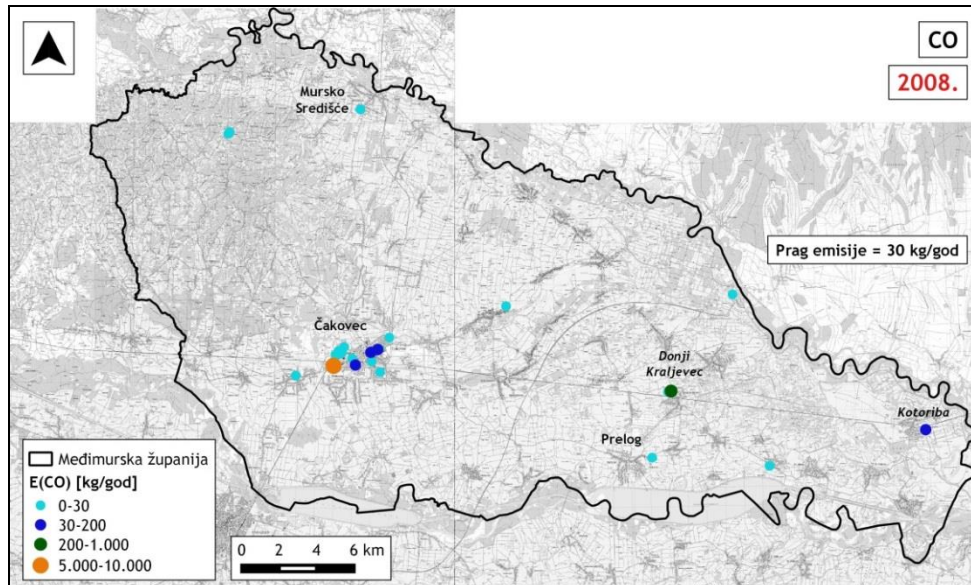 CO
2008.
Mursko
Središće
Prag emisije = 30 kg/god
Čakovec
Donji
Kraljevec
Kotoriba
Prelog
Međimurska županija
E(CO) [kg/god]
0-30
30-200
200-1.000
5.000-10.000
0 2 4 6 km